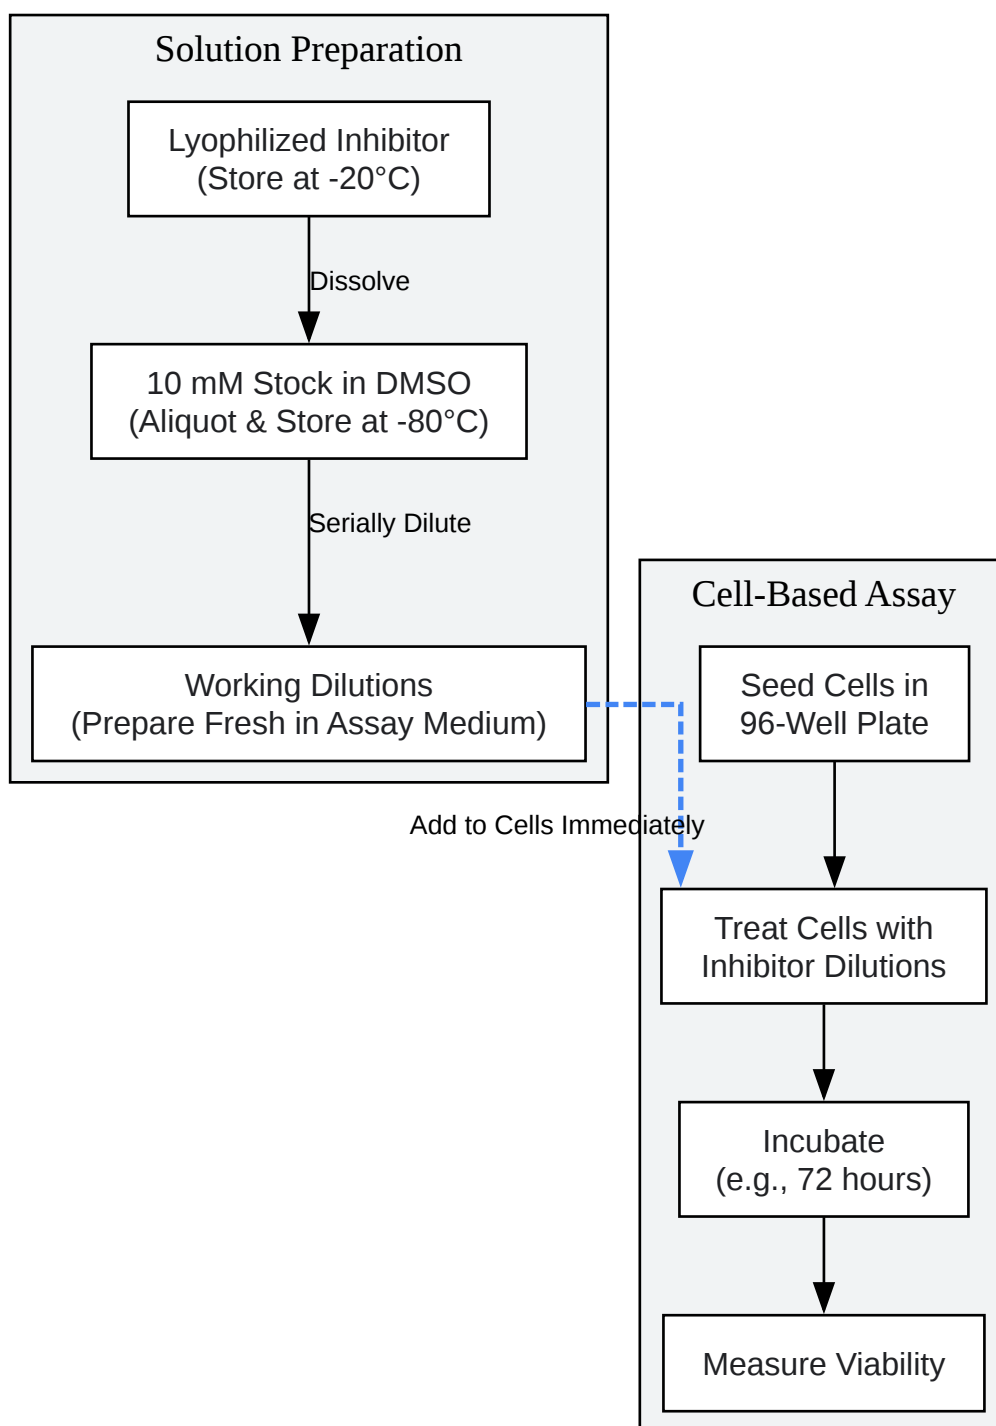 Solution Preparation
Lyophilized Inhibitor
(Store at -20°C)
Dissolve
10 mM Stock in DMSO
(Aliquot & Store at -80°C)
Serially Dilute
Working Dilutions
(Prepare Fresh in Assay Medium)
Add to Cells Immediately
Cell-Based Assay
Seed Cells in
96-Well Plate
Treat Cells with
Inhibitor Dilutions
Incubate
(e.g., 72 hours)
Measure Viability